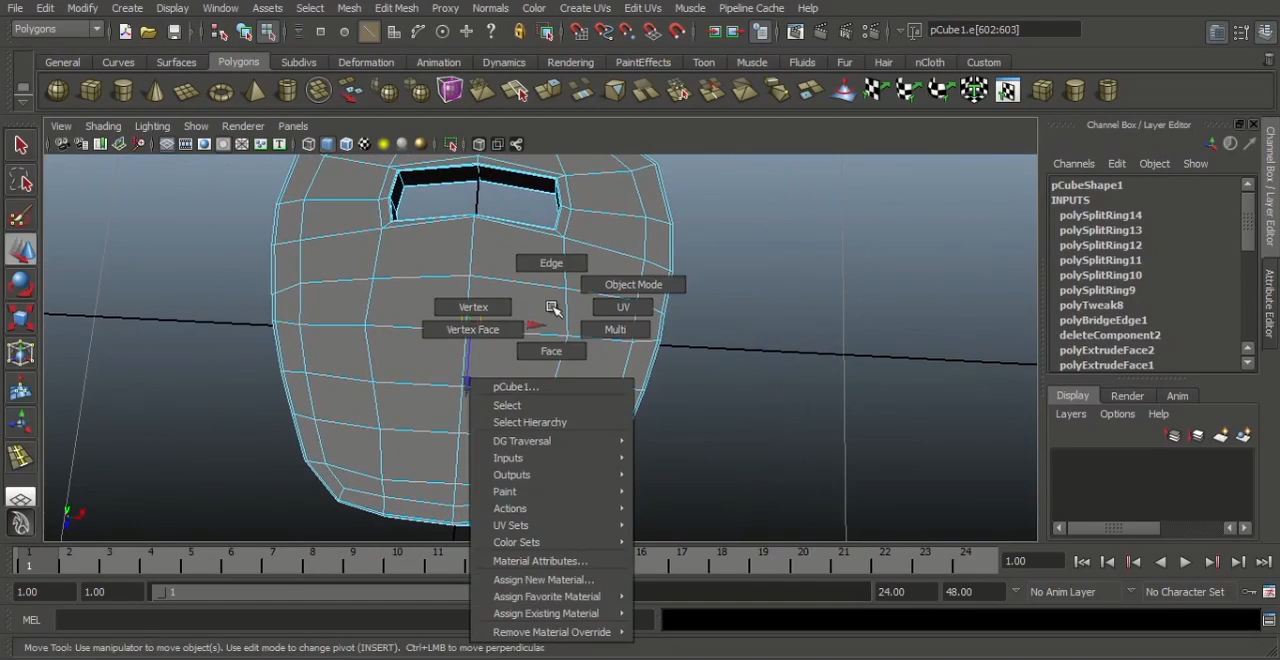 File Edit Modify Create Display Window Assets Select Mesh Edit Mesh Proxy Normals Color Create UVs Edit UVs Muscle Pipeline Cache Help
Polygons
pCube1.e[602:603]
General Curves Surfaces Polygons Subdivs Deformation Animation Dynamics Rendering PaintEffects Toon Muscle Fluids Fur Hair nCloth Custom
View Shading Lighting Show Renderer Panels
Channel Box / Layer Editor
Channels Edit Object Show
pCubeShape1
INPUTS
polySplitRing14
polySplitRing13
polySplitRing12
polySplitRing11
polySplitRing10
polySplitRing9
polyTweak8
polyBridgeEdge1
deleteComponent2
polyExtrudeFace2
polyExtrudeFace1
Channel Box / Layer Editor
Attribute Editor
Display Render Anim
Layers Options Help
Edge
Object Mode
Vertex
UV
Vertex Face
Multi
Face
pCube1...
Select
Select Hierarchy
DG Traversal
Inputs
Outputs
Paint
Actions
UV Sets
Color Sets
Material Attributes...
Assign New Material...
Assign Favorite Material
Assign Existing Material
Remove Material Override
y
1 2 3 4 5 6 7 8 9 10 11 16 17 18 19 20 21 22 23 24
1
1.00
1.00 1.00 1 24.00 48.00 No Anim Layer No Character Set
MEL
Move Tool: Use manipulator to move object(s). Use edit mode to change pivot (INSERT). Ctrl+LMB to move perpendicular.